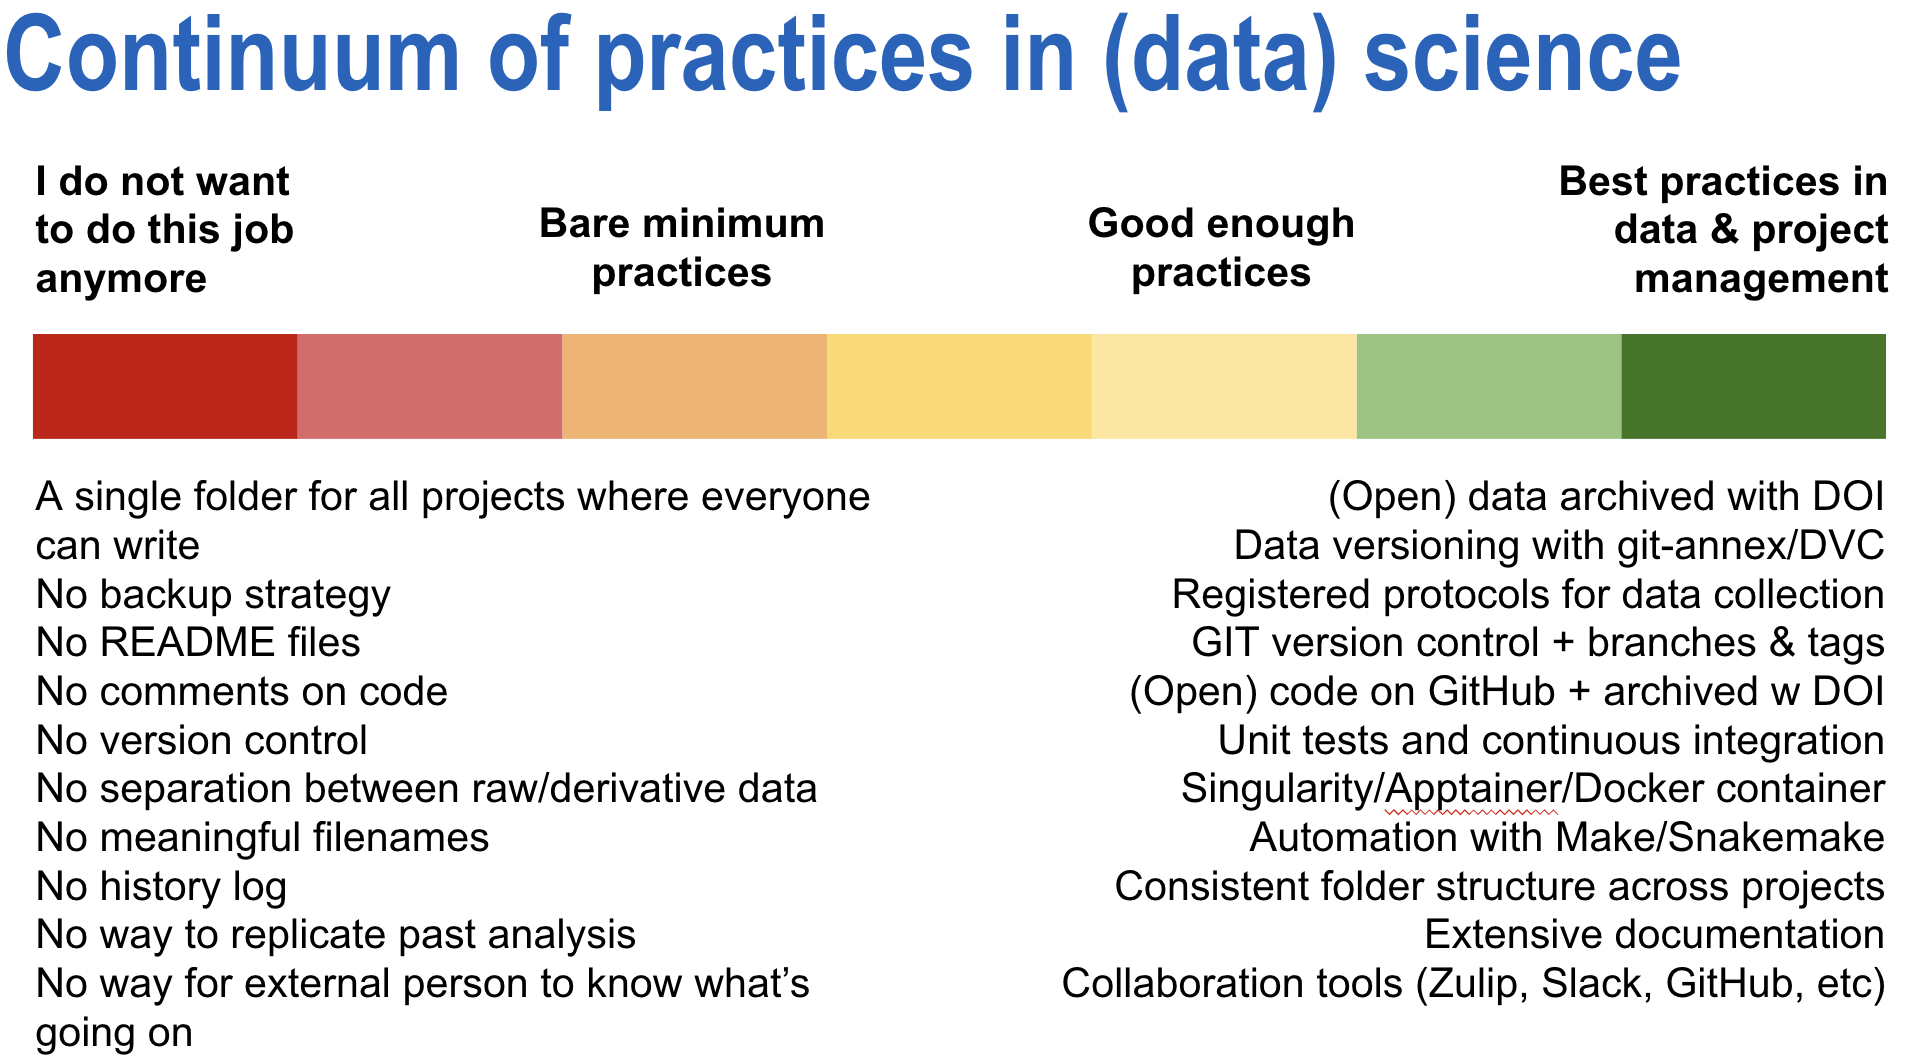 Continuum of practices in (data) science
I do not want
to do this job
anymore
Bare minimum
practices
Good enough
practices
Best practices in
data & project
management
A single folder for all projects where everyone
can write
No backup strategy
No README files
No comments on code
No version control
No separation between raw/derivative data
No meaningful filenames
No history log
No way to replicate past analysis
No way for external person to know what’s
going on
(Open) data archived with DOI
Data versioning with git-annex/DVC
Registered protocols for data collection
GIT version control + branches & tags
(Open) code on GitHub + archived w DOI
Unit tests and continuous integration
Singularity/Apptainer/Docker container
Automation with Make/Snakemake
Consistent folder structure across projects
Extensive documentation
Collaboration tools (Zulip, Slack, GitHub, etc)